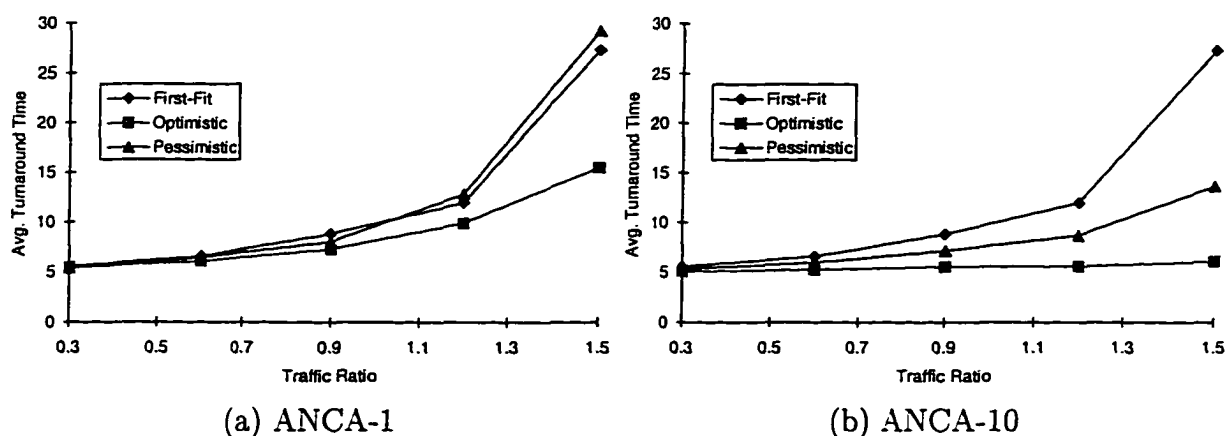 30
25
20
15
10
5
0
Avg. Turnaround Time
First-Fit
Optimistic
Pessimistic
0.3 0.5 0.7 0.9 1.1 1.3 1.5
Traffic Ratio
(a) ANCA-1
30
25
20
15
10
5
0
Avg. Turnaround Time
First-Fit
Optimistic
Pessimistic
0.3 0.5 0.7 0.9 1.1 1.3 1.5
Traffic Ratio
(b) ANCA-10